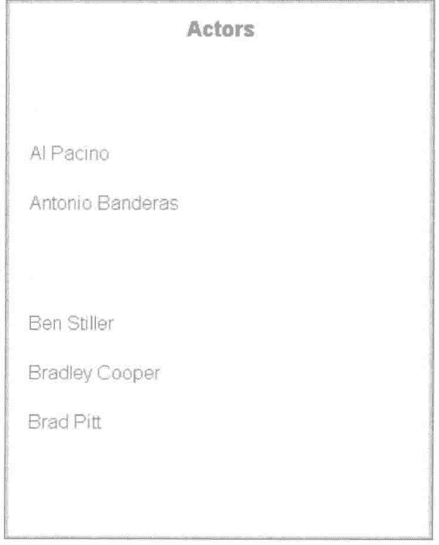 Actors
Al Pacino
Antonio Banderas
Ben Stiller
Bradley Cooper
Brad Pitt